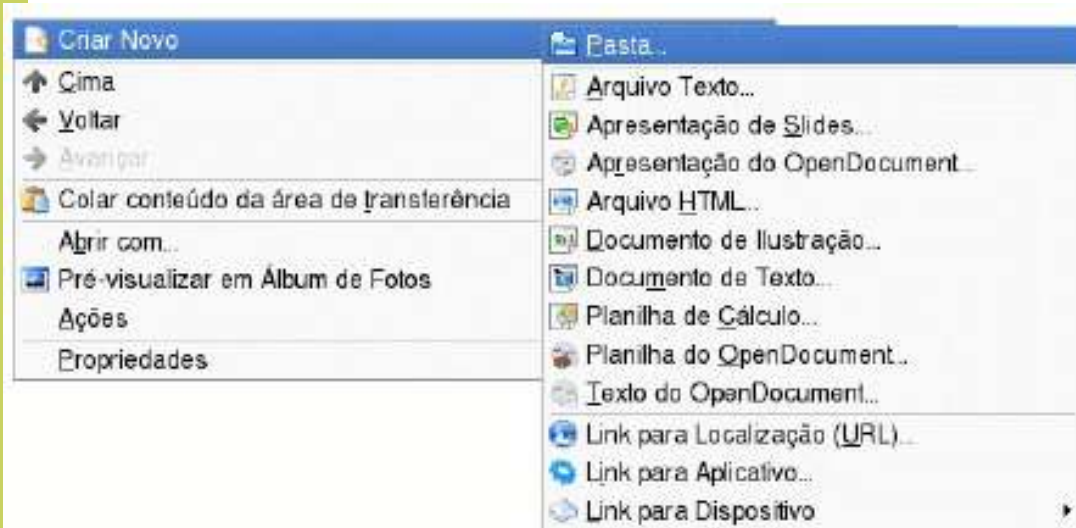 Criar Novo
Cima
Voltar
Avançar
Colar conteúdo da área de transferência
Abrir com...
Pré-visualizar em Álbum de Fotos
Ações
Propriedades
Pasta...
Arquivo Texto...
Apresentação de Slides...
Apresentação do OpenDocument...
Arquivo HTML...
Documento de Ilustração...
Documento de Texto...
Planilha de Cálculo...
Planilha do OpenDocument...
Texto do OpenDocument...
Link para Localização (URL)...
Link para Aplicativo...
Link para Dispositivo